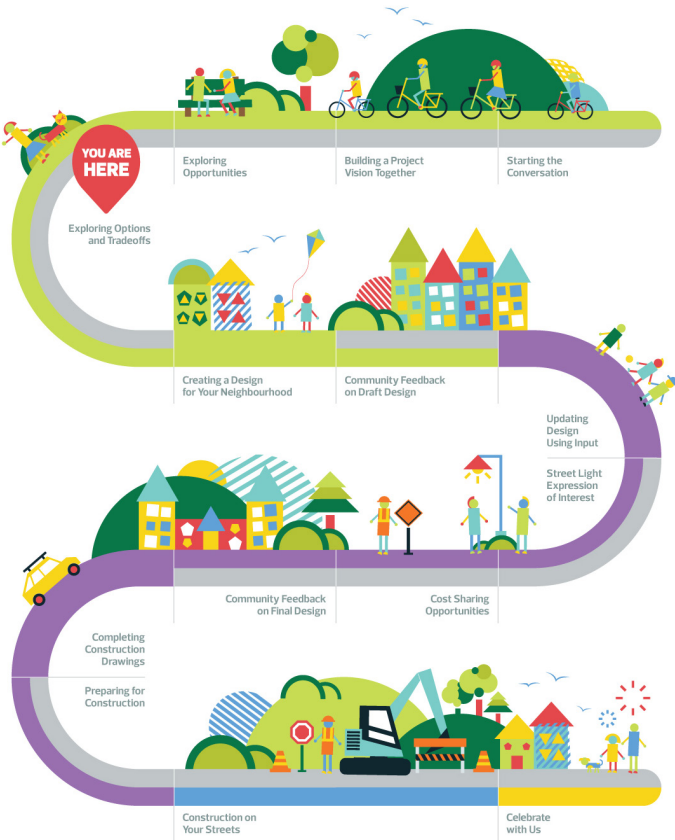 YOU ARE
HERE
Exploring
Opportunities
Building a Project
Vision Together
Starting the
Conversation
Exploring Options
and Tradeoffs
Creating a Design
for Your Neighbourhood
Community Feedback
on Draft Design
Updating
Design
Using Input
Street Light
Expression
of Interest
Community Feedback
on Final Design
Cost Sharing
Opportunities
Completing
Construction
Drawings
Preparing for
Construction
Construction on
Your Streets
Celebrate
with Us